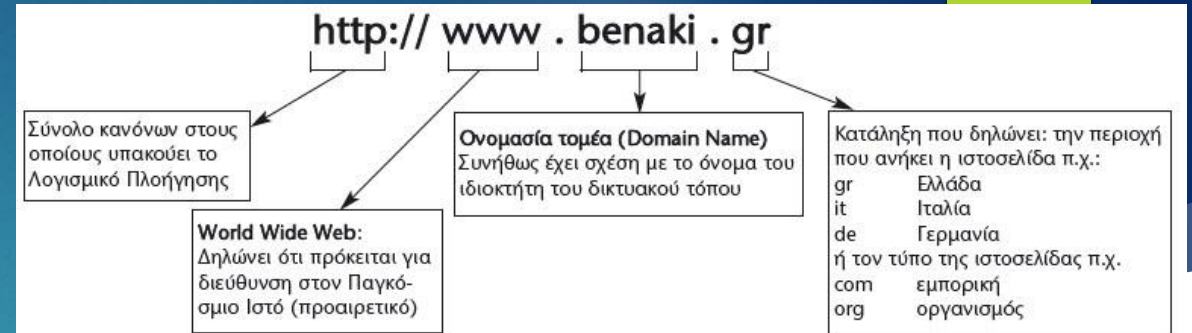 http:// www . benaki . gr
Σύνολο κανόνων στους
οποίους υπακούει το
Λογισμικό Πλοήγησης
World Wide Web:
Δηλώνει ότι πρόκειται για
διεύθυνση στον Παγκό-
σμιο Ιστό (προαιρετικό)
Ονομασία τομέα (Domain Name)
Συνήθως έχει σχέση με το όνομα του
ιδιοκτήτη του δικτυακού τόπου
Κατάληξη που δηλώνει: την περιοχή
που ανήκει η ιστοσελίδα π.χ.:
gr Ελλάδα
it Ιταλία
de Γερμανία
ή τον τύπο της ιστοσελίδας π.χ.
com εμπορική
org οργανισμός